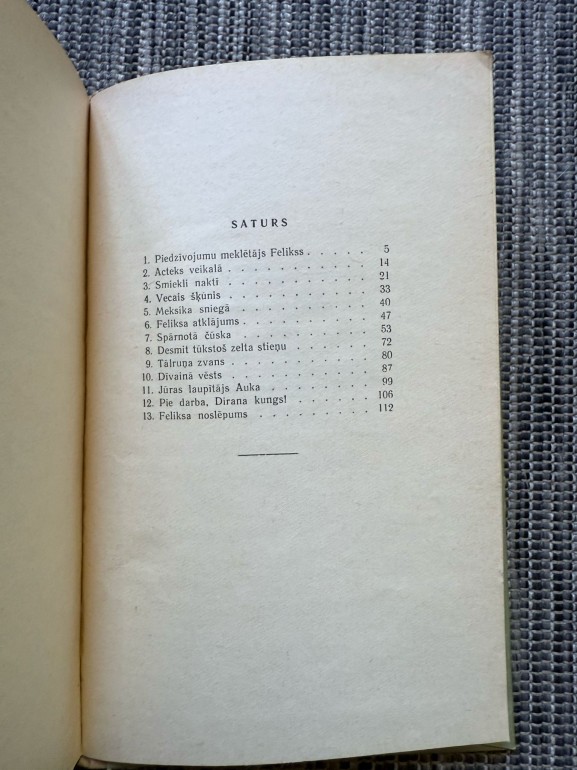 SATURS
1. Piedzīvojumu meklētājs Felikss . . . . . 5
2. Acteks veikalā . . . . . . . . . . 14
3. Smiekli naktī . . . . . . . . . . 21
4. Vecais šķūnis . . . . . . . . . . 33
5. Meksika sniegā . . . . . . . . . 40
6. Feliksa atklājums . . . . . . . . . 47
7. Spārnotā čūska . . . . . . . . . 53
8. Desmit tūkstoš zelta stieņu . . . . . . 72
9. Tālruņa zvans . . . . . . . . . . 80
10. Dīvainā vēsts . . . . . . . . . . 87
11. Jūras laupītājs Auka . . . . . . . . 99
12. Pie darba, Dirana kungs! . . . . . . 106
13. Feliksa noslēpums . . . . . . . . 112